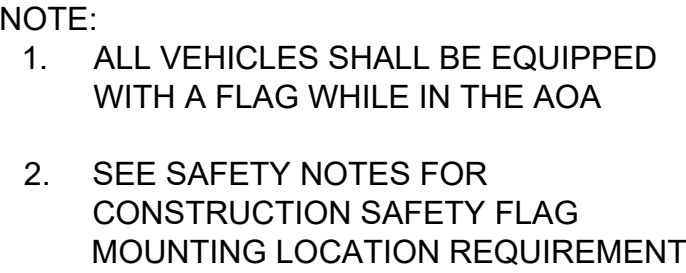 NOTE:
1. ALL VEHICLES SHALL BE EQUIPPED
WITH A FLAG WHILE IN THE AOA
2. SEE SAFETY NOTES FOR
CONSTRUCTION SAFETY FLAG
MOUNTING LOCATION REQUIREMENT